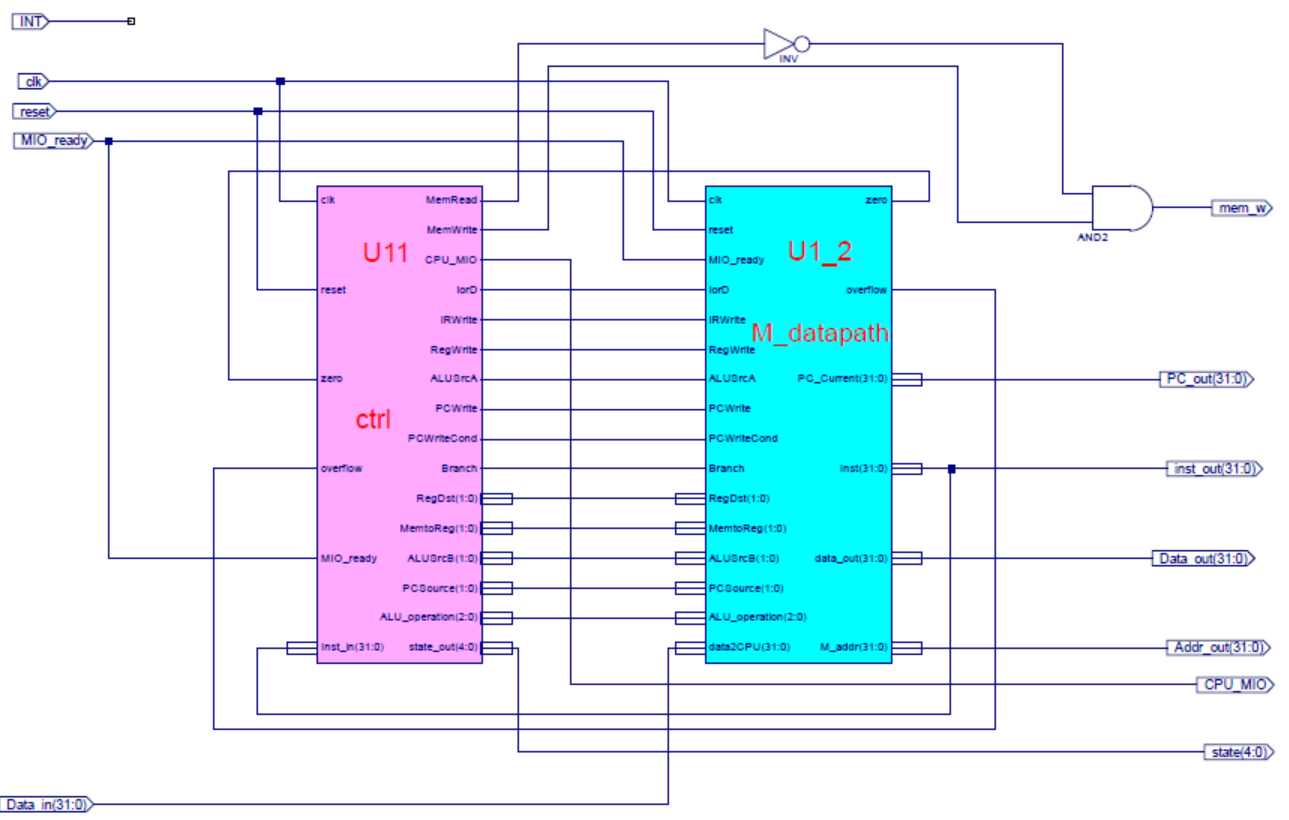 INT
INV
clk
reset
MIO_ready
clk
MemRead
clk
zero
mem_w
MemWrite
reset
AND2
U11
CPU_MIO
MIO_ready
U1_2
reset
IorD
IorD
overflow
IRWrite
IRWrite
M_datapath
RegWrite
RegWrite
zero
ALUSrcA
ALUSrcA
PC_Current(31:0)
PC_out(31:0)
ctrl
PCWrite
PCWrite
PCWriteCond
PCWriteCond
overflow
Branch
Branch
Inst(31:0)
inst_out(31:0)
RegDst(1:0)
RegDst(1:0)
MemtoReg(1:0)
MemtoReg(1:0)
MIO_ready
ALUSrcB(1:0)
ALUSrcB(1:0)
data_out(31:0)
Data_out(31:0)
PCSource(1:0)
PCSource(1:0)
ALU_operation(2:0)
ALU_operation(2:0)
Inst_in(31:0)
state_out(4:0)
data2CPU(31:0)
M_addr(31:0)
Addr_out(31:0)
CPU_MIO
state(4:0)
Data_in(31:0)